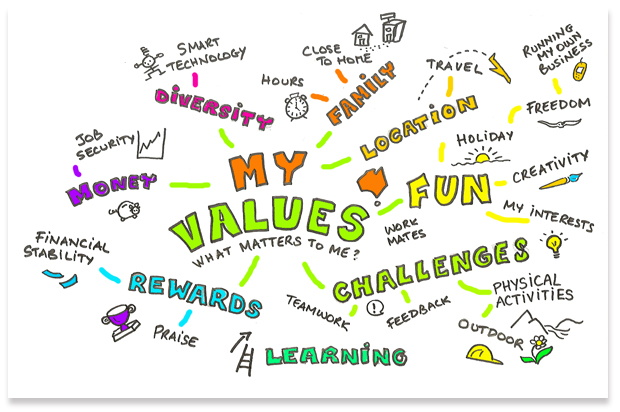 SMART
TECHNOLOGY
DIVERSITY
CLOSE
TO HOME
HOURS
FAMILY
TRAVEL
LOCATION
RUNNING
MY OWN
BUSINESS
FREEDOM
HOLIDAY
CREATIVITY
MY INTERESTS
FUN
WORK
MATES
JOB
SECURITY
MONEY
MY
VALUES
WHAT MATTERS TO ME?
FINANCIAL
STABILITY
REWARDS
PRAISE
CHALLENGES
TEAMWORK
FEEDBACK
PHYSICAL
ACTIVITIES
OUTDOOR
LEARNING